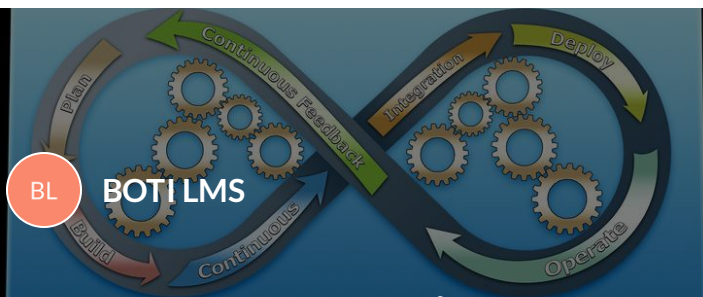 Continuous Feedback
Integration
Deploy
Plan
BL
BOTI LMS
Build
Continuous
Operate